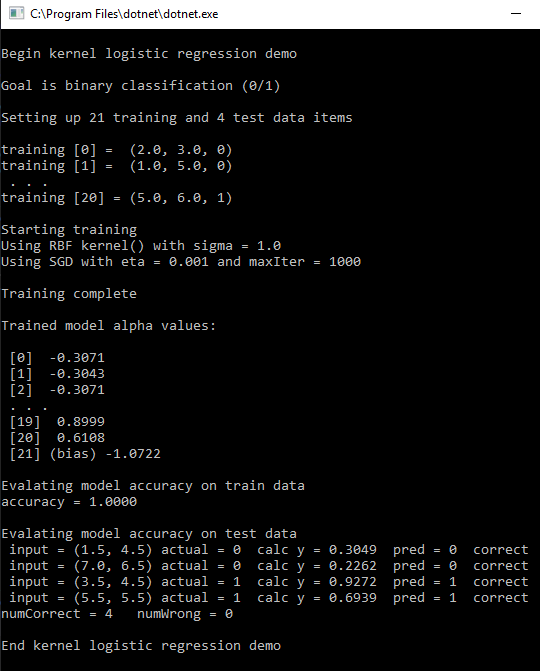 C:\Program Files\dotnet\dotnet.exe
Begin kernel logistic regression demo
Goal is binary classification (0/1)
Setting up 21 training and 4 test data items
training [0] =  (2.0, 3.0, 0)
training [1] =  (1.0, 5.0, 0)
. . .
training [20] = (5.0, 6.0, 1)
Starting training
Using RBF kernel() with sigma = 1.0
Using SGD with eta = 0.001 and maxIter = 1000
Training complete
Trained model alpha values:
[0]  -0.3071
[1]  -0.3043
[2]  -0.3071
. . .
[19]  0.8999
[20]  0.6108
[21] (bias) -1.0722
Evalating model accuracy on train data
accuracy = 1.0000
Evalating model accuracy on test data
input = (1.5, 4.5) actual = 0  calc y = 0.3049  pred = 0  correct
input = (7.0, 6.5) actual = 0  calc y = 0.2262  pred = 0  correct
input = (3.5, 4.5) actual = 1  calc y = 0.9272  pred = 1  correct
input = (5.5, 5.5) actual = 1  calc y = 0.6939  pred = 1  correct
numCorrect = 4   numWrong = 0
End kernel logistic regression demo